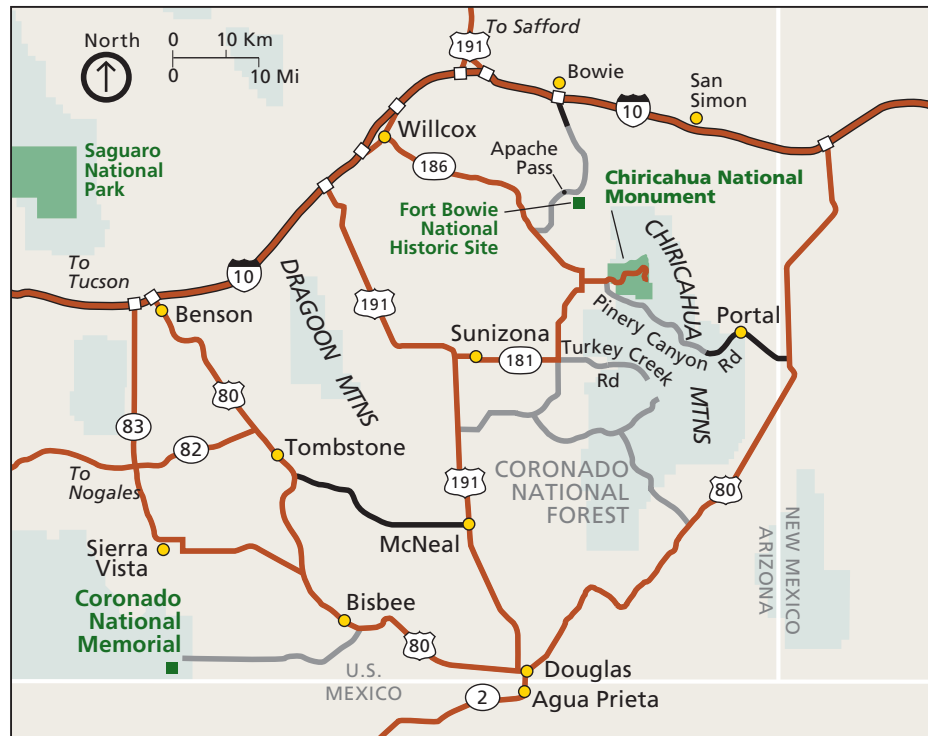 To Safford
North
0 10 Km
0 10 Mi
191
Bowie
San
Simon
10
Willcox
186
Apache
Pass
Saguaro
National
Park
Chiricahua National
Monument
Fort Bowie
National
Historic Site
To
Tucson
10
CHIRICAHUA
MTNS
DRAGOON
MTNS
191
Benson
Pinery Canyon
Rd
Portal
Sunizona
181
Turkey Creek
Rd
80
83
82
Tombstone
To
Nogales
191
CORONADO
NATIONAL
FOREST
80
McNeal
Sierra
Vista
NEW MEXICO
ARIZONA
Coronado
National
Memorial
Bisbee
80
U.S.
MEXICO
Douglas
2
Agua Prieta